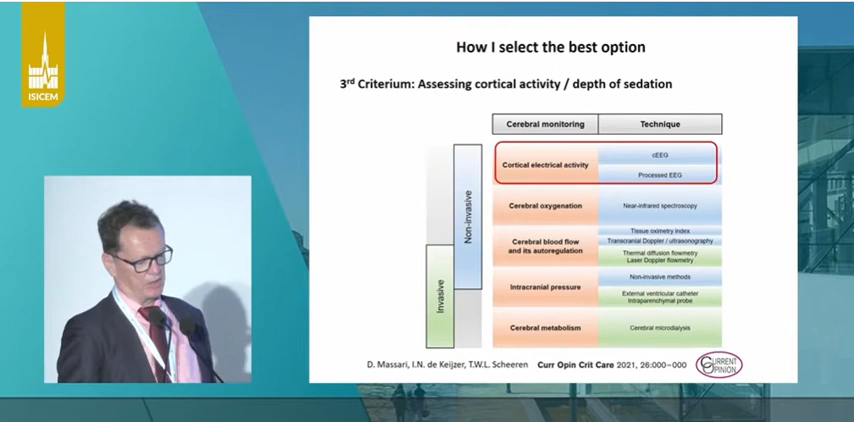 ISICEM
How I select the best option
3rd Criterium: Assessing cortical activity / depth of sedation
Cerebral monitoring
Technique
Non-invasive
Invasive
Cortical electrical activity
cEEG
Processed EEG
Cerebral oxygenation
Near-infrared spectroscopy
Cerebral blood flow
and its autoregulation
Tissue oximetry index
Transcranial Doppler / ultrasonography
Thermal diffusion flowmetry
Laser Doppler flowmetry
Intracranial pressure
Non-invasive methods
External ventricular catheter
Intraparenchymal probe
Cerebral metabolism
Cerebral microdialysis
D. Massari, I.N. de Keijzer, T.W.L. Scheeren Curr Opin Crit Care 2021, 26:000–000
CURRENT
OPINION